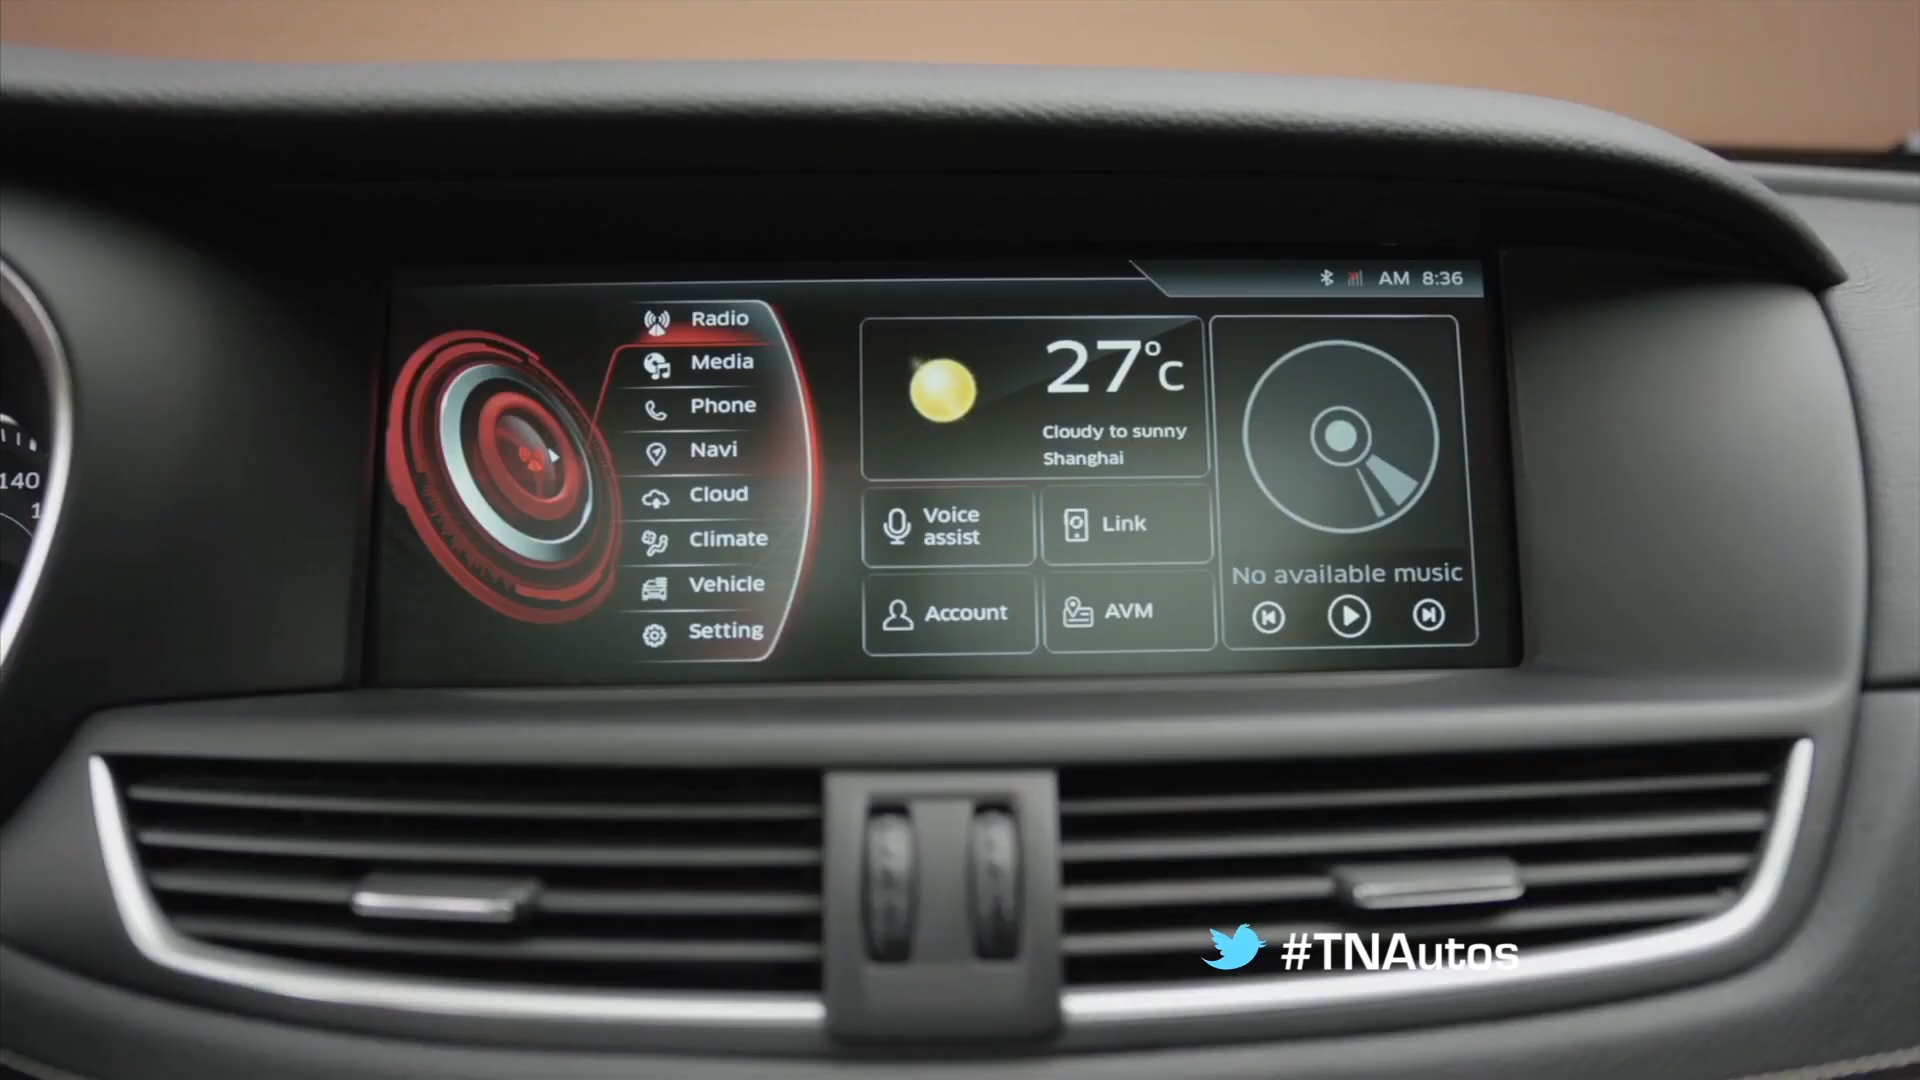 AM 8:36
Radio
Media
Phone
Navi
Cloud
Climate
Vehicle
Setting
27°C
Cloudy to sunny
Shanghai
Voice
assist
Link
Account
AVM
No available music
140
#TNAutos